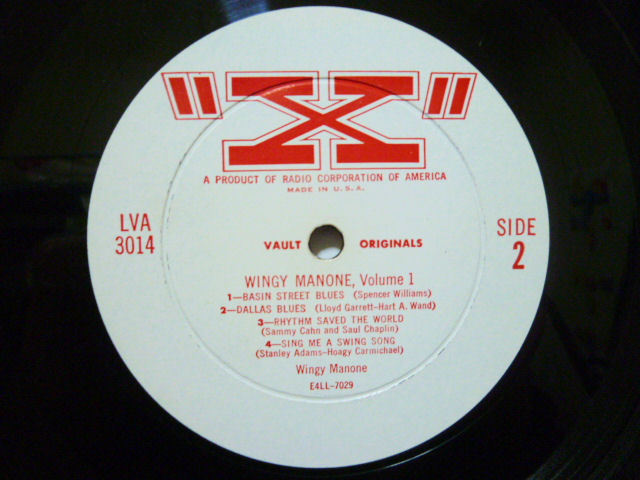 "X"
A PRODUCT OF RADIO CORPORATION OF AMERICA
MADE IN U.S.A.
LVA
3014
VAULT ORIGINALS
SIDE
2
WINGY MANONE, Volume 1
1—BASIN STREET BLUES (Spencer Williams)
2—DALLAS BLUES (Lloyd Garrett-Hart A. Wand)
3—RHYTHM SAVED THE WORLD
(Sammy Cahn and Saul Chaplin)
4—SING ME A SWING SONG
(Stanley Adams-Hoagy Carmichael)
Wingy Manone
E4LL-7029